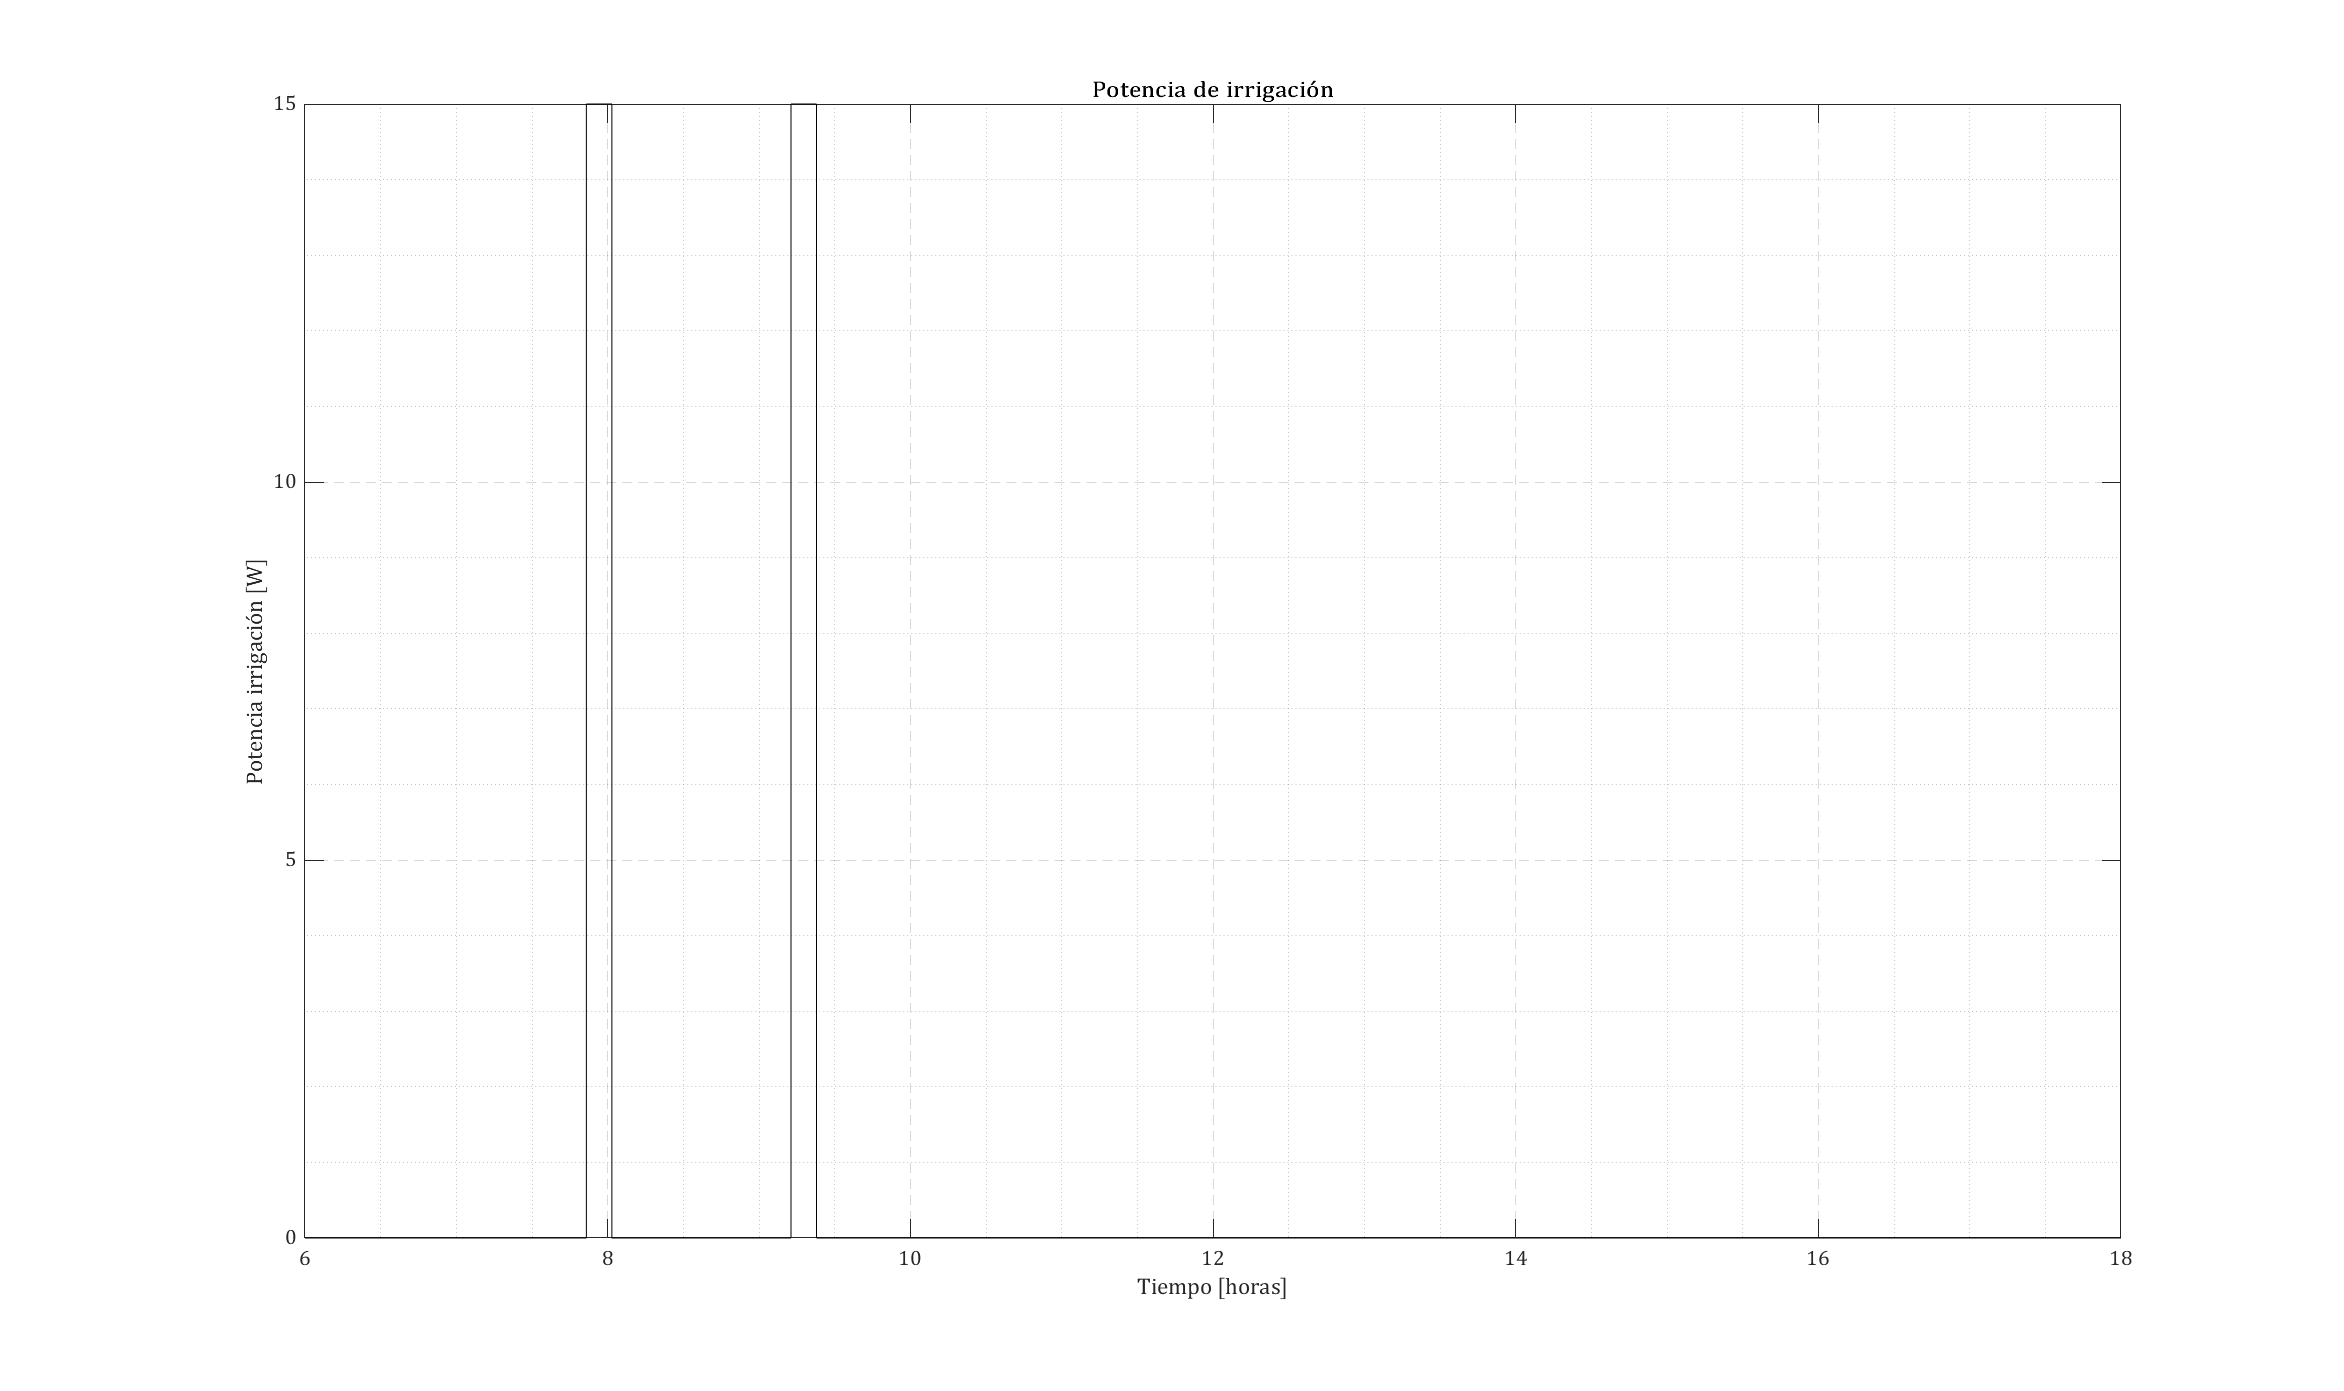 Potencia de irrigación
15
10
5
0
Potencia irrigación [W]
6 8 10 12 14 16 18
Tiempo [horas]